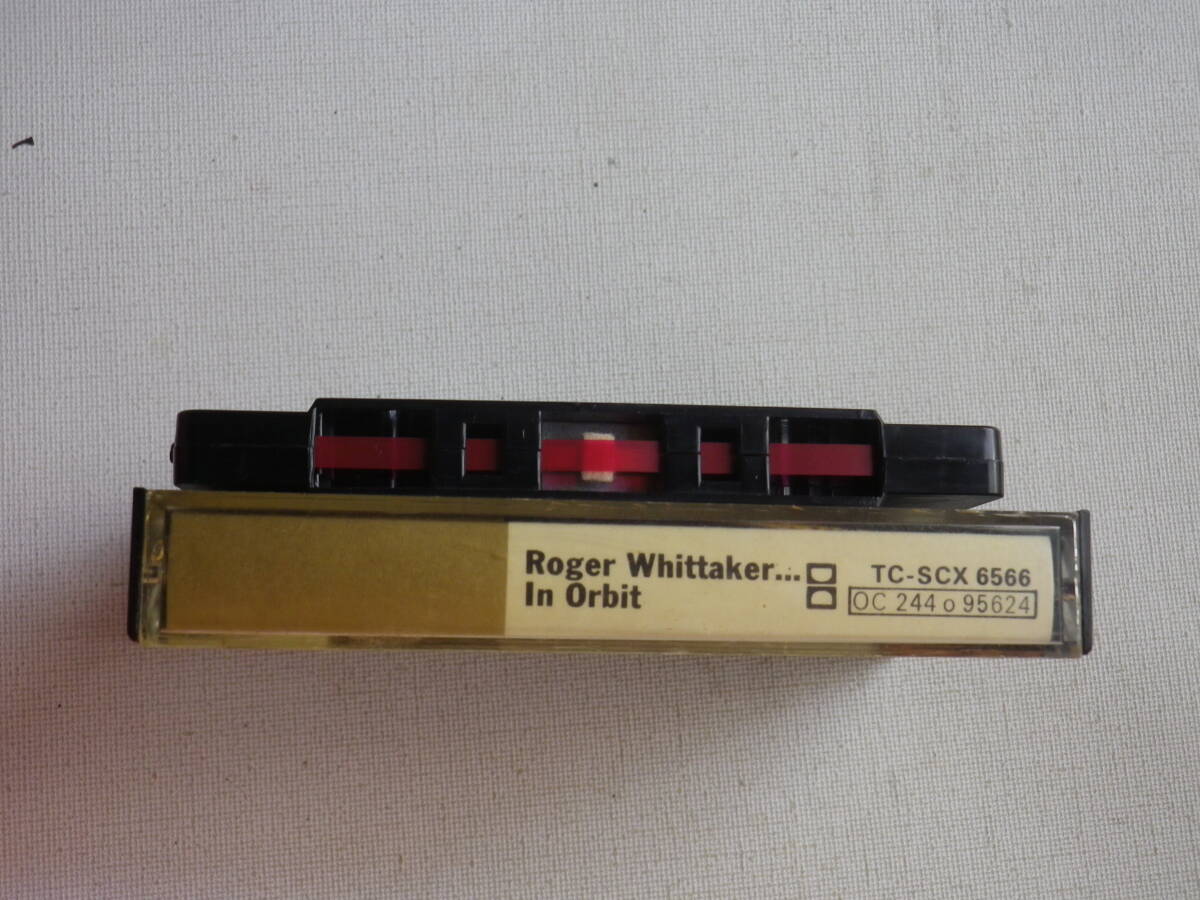 Roger Whittaker...
In Orbit
TC-SCX 6566
OC 244 o 95624